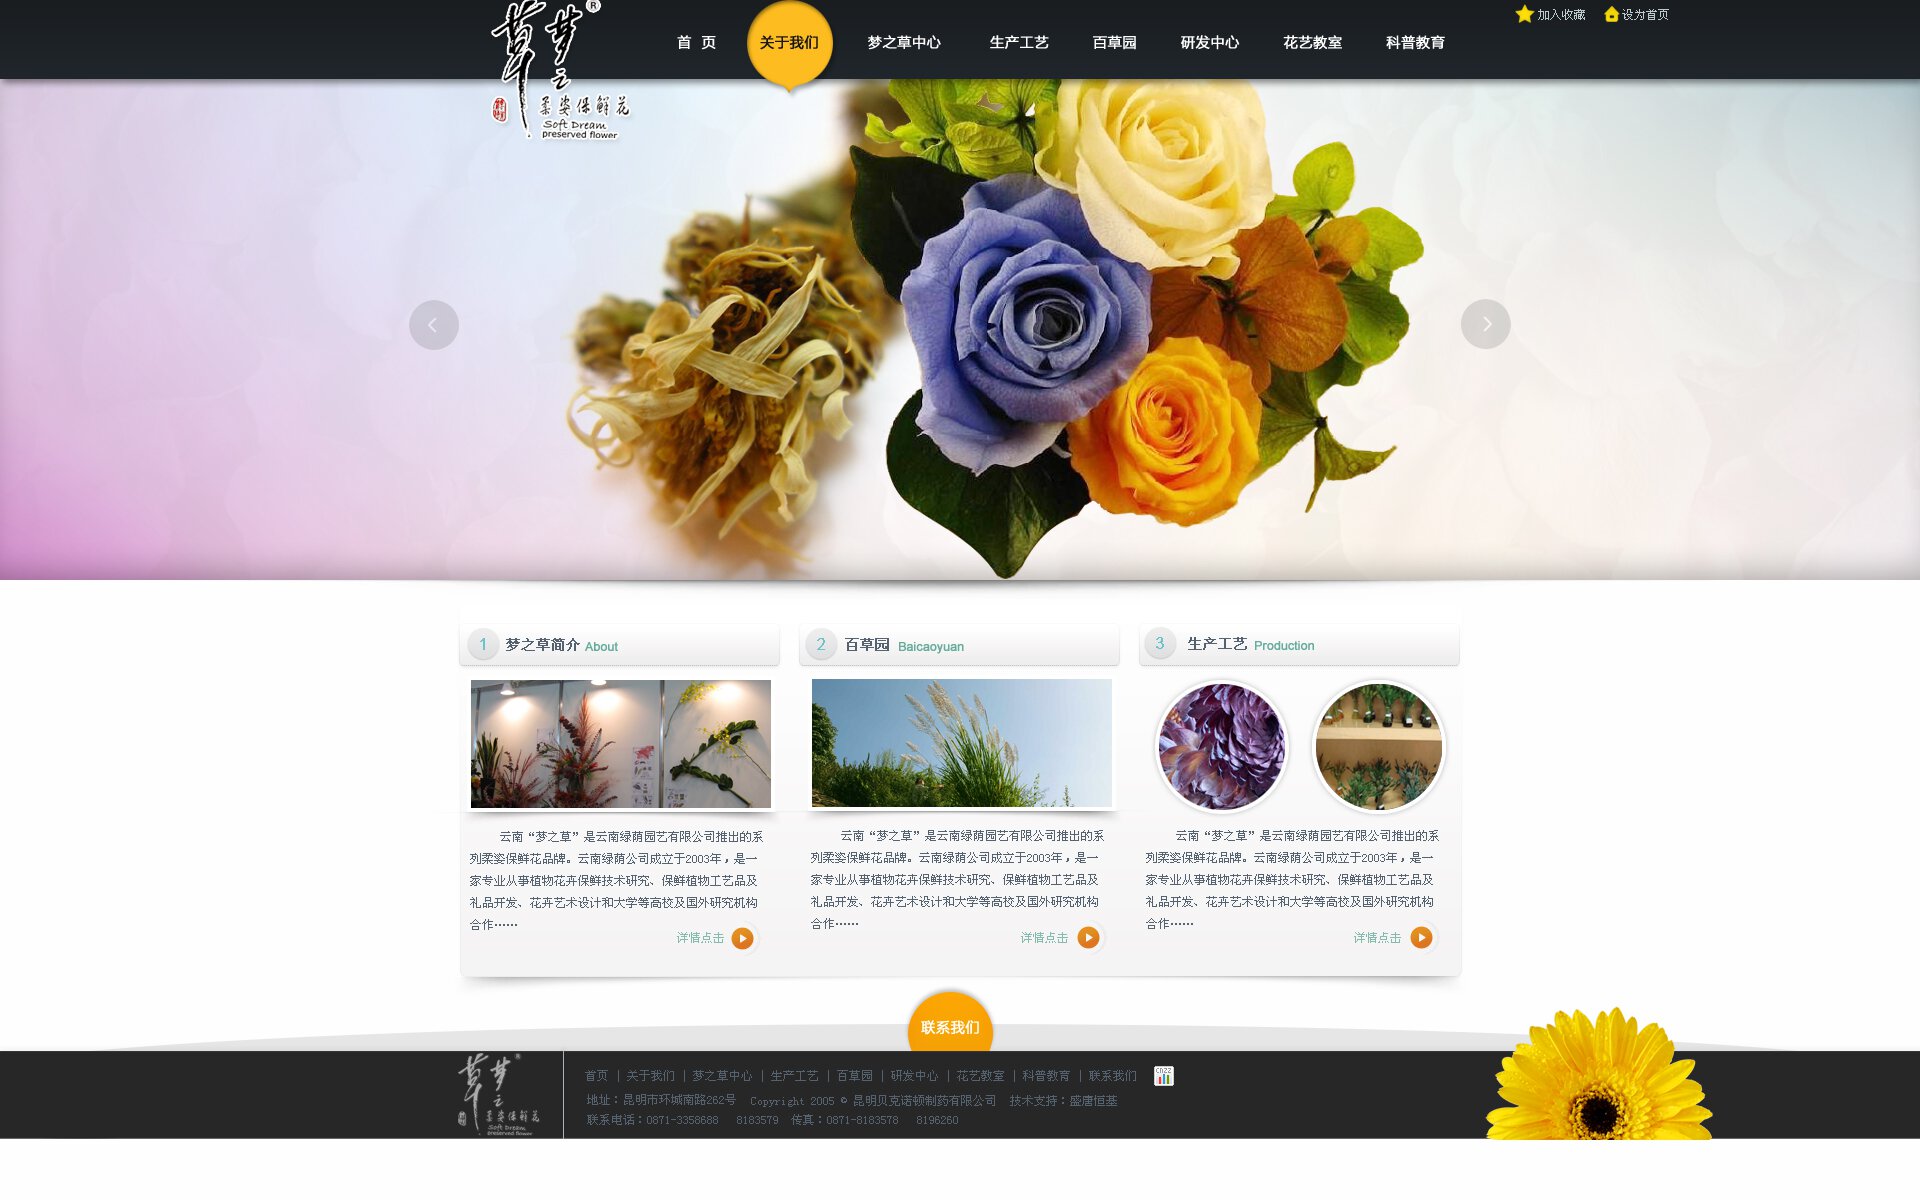 加入收藏 设为首页
草 梦 云 ®
首 页 关于我们 梦之草中心 生产工艺 百草园 研发中心 花艺教室 科普教育
柔姿保鲜花
Soft Dream
preserved flower
1 梦之草简介 About
云南“梦之草”是云南绿荫园艺有限公司推出的系
列柔姿保鲜花品牌。云南绿荫公司成立于2003年，是一
家专业从事植物花卉保鲜技术研究、保鲜植物工艺品及
礼品开发、花卉艺术设计和大学等高校及国外研究机构
合作……
详情点击
2 百草园 Baicaoyuan
云南“梦之草”是云南绿荫园艺有限公司推出的系
列柔姿保鲜花品牌。云南绿荫公司成立于2003年，是一
家专业从事植物花卉保鲜技术研究、保鲜植物工艺品及
礼品开发、花卉艺术设计和大学等高校及国外研究机构
合作……
详情点击
3 生产工艺 Production
云南“梦之草”是云南绿荫园艺有限公司推出的系
列柔姿保鲜花品牌。云南绿荫公司成立于2003年，是一
家专业从事植物花卉保鲜技术研究、保鲜植物工艺品及
礼品开发、花卉艺术设计和大学等高校及国外研究机构
合作……
详情点击
联系我们
草 梦 云 ®
柔姿保鲜花
Soft Dream
preserved flower
首页 | 关于我们 | 梦之草中心 | 生产工艺 | 百草园 | 研发中心 | 花艺教室 | 科普教育 | 联系我们 CNZZ
地址：昆明市环城南路262号 Copyright 2005 © 昆明贝克诺顿制药有限公司 技术支持：盛唐恒基
联系电话：0871-3358688 8183579 传真：0871-8183578 8196260